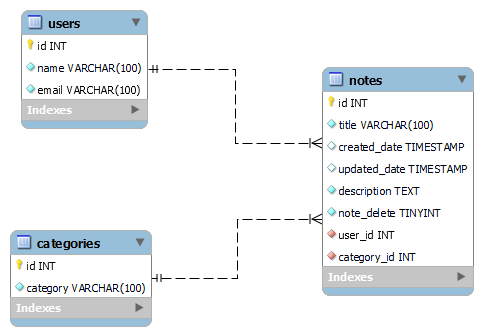 users
id INT
name VARCHAR(100)
email VARCHAR(100)
Indexes
notes
id INT
title VARCHAR(100)
created_date TIMESTAMP
updated_date TIMESTAMP
description TEXT
note_delete TINYINT
user_id INT
category_id INT
Indexes
categories
id INT
category VARCHAR(100)
Indexes